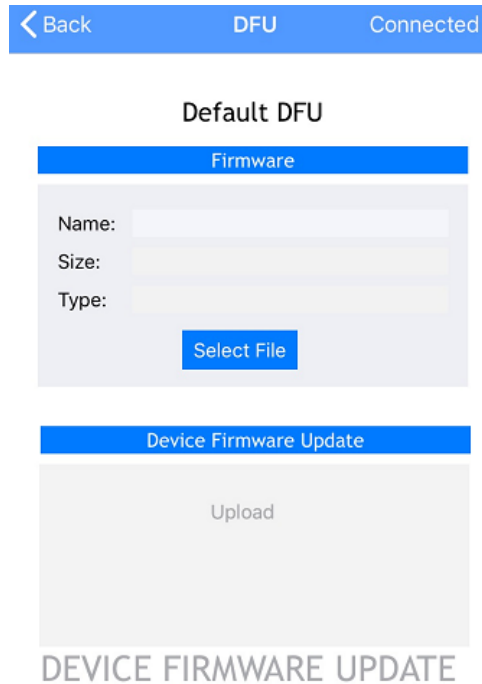 Back DFU Connected
Default DFU
Firmware
Name:
Size:
Type:
Select File
Device Firmware Update
Upload
DEVICE FIRMWARE UPDATE